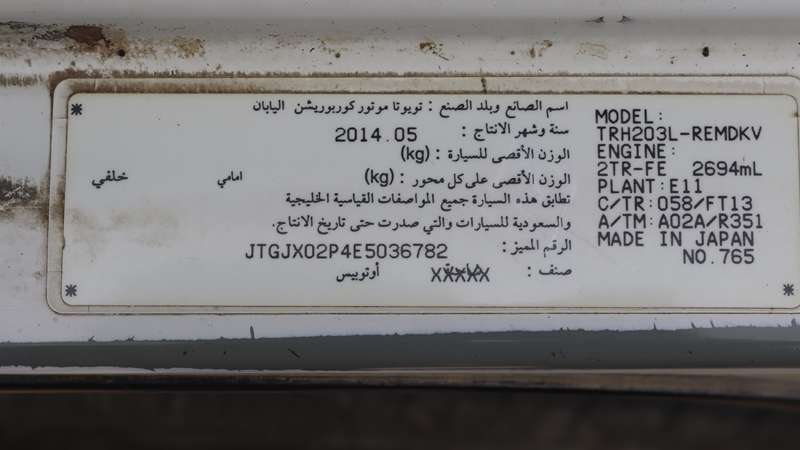 اسم الصانع وبلد الصنع : تويوتا موتور كوربوريشن اليابان
سنة وشهر الانتاج : 2014.05
الوزن الأقصى للسيارة : (kg)
الوزن الأقصى على كل محور : (kg) امامي خلفي
تطابق هذه السيارة جميع المواصفات القياسية الخليجية
والسعودية للسيارات والتي صدرت حتى تاريخ الانتاج.
الرقم المميز : JTGJX02P4E5036782
صنف : أوتوبيس
MODEL:
TRH203L-REMDKV
ENGINE:
2TR-FE 2694mL
PLANT:E11
C/TR:058/FT13
A/TM:A02A/R351
MADE IN JAPAN
NO.765